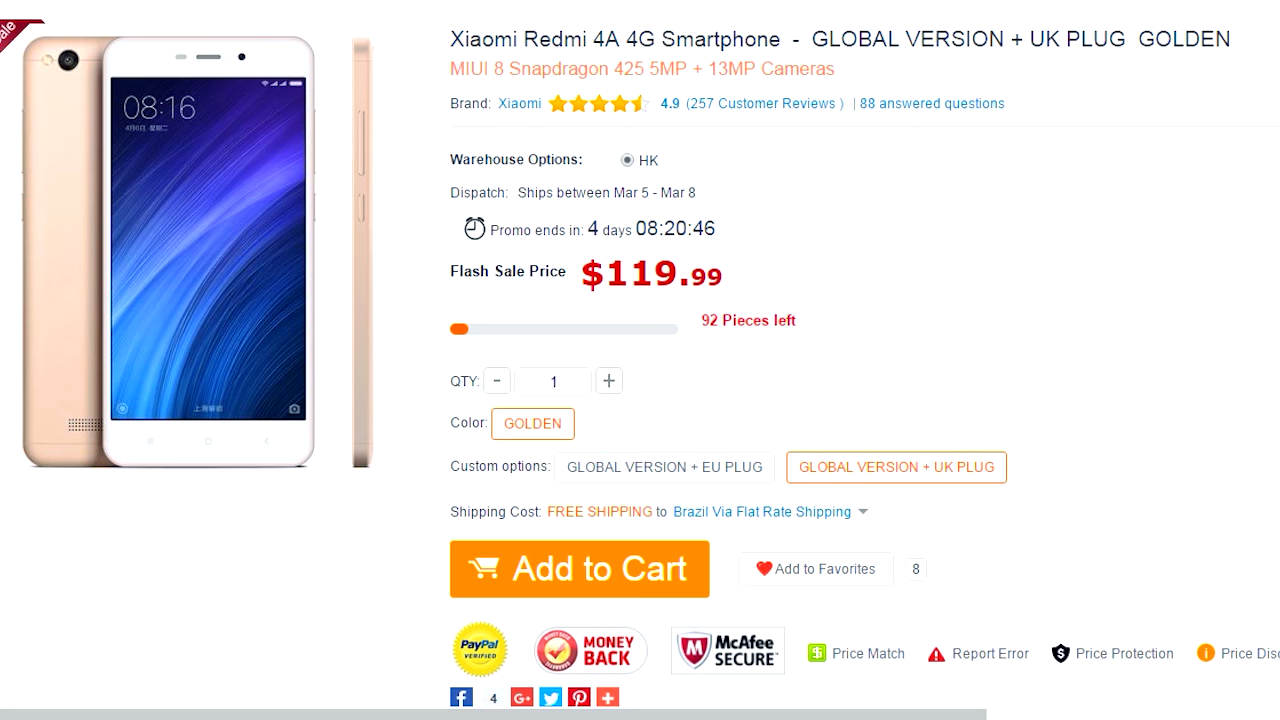 ale
Xiaomi Redmi 4A 4G Smartphone - GLOBAL VERSION + UK PLUG GOLDEN
MIUI 8 Snapdragon 425 5MP + 13MP Cameras
Brand: Xiaomi 4.9 (257 Customer Reviews ) | 88 answered questions
Warehouse Options: HK
Dispatch: Ships between Mar 5 - Mar 8
Promo ends in: 4 days 08:20:46
Flash Sale Price $119.99
92 Pieces left
QTY: - 1 +
Color: GOLDEN
Custom options: GLOBAL VERSION + EU PLUG GLOBAL VERSION + UK PLUG
Shipping Cost: FREE SHIPPING to Brazil Via Flat Rate Shipping
Add to Cart Add to Favorites 8
PayPal
VERIFIED
MONEY
BACK
McAfee
SECURE
Price Match Report Error Price Protection Price Disc
4
08:16